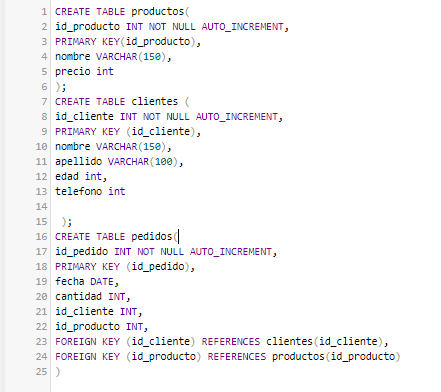 1 CREATE TABLE productos(
2 id_producto INT NOT NULL AUTO_INCREMENT,
3 PRIMARY KEY(id_producto),
4 nombre VARCHAR(150),
5 precio int
6 );
7 CREATE TABLE clientes (
8 id_cliente INT NOT NULL AUTO_INCREMENT,
9 PRIMARY KEY (id_cliente),
10 nombre VARCHAR(150),
11 apellido VARCHAR(100),
12 edad int,
13 telefono int
14
15 );
16 CREATE TABLE pedidos(
17 id_pedido INT NOT NULL AUTO_INCREMENT,
18 PRIMARY KEY (id_pedido),
19 fecha DATE,
20 cantidad INT,
21 id_cliente INT,
22 id_producto INT,
23 FOREIGN KEY (id_cliente) REFERENCES clientes(id_cliente),
24 FOREIGN KEY (id_producto) REFERENCES productos(id_producto)
25 )